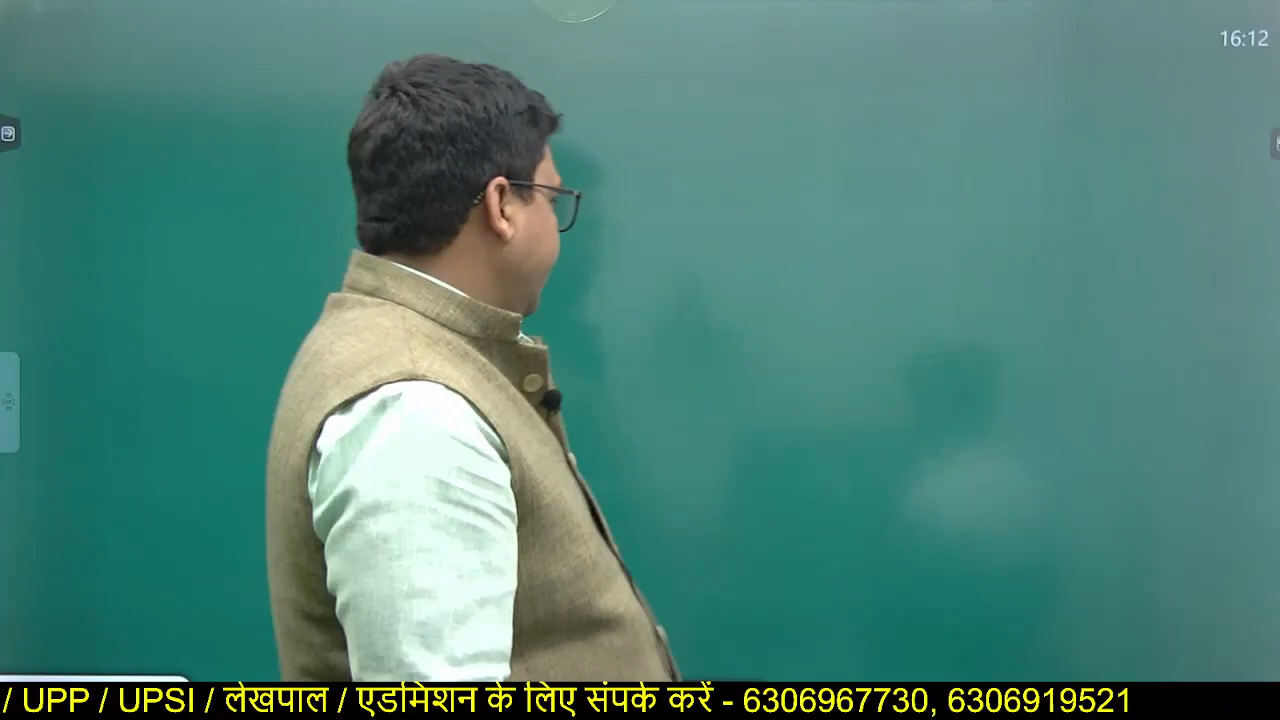 16:12
/ UPP / UPSI / लेखपाल / एडमिशन के लिए संपर्क करें - 6306967730, 6306919521